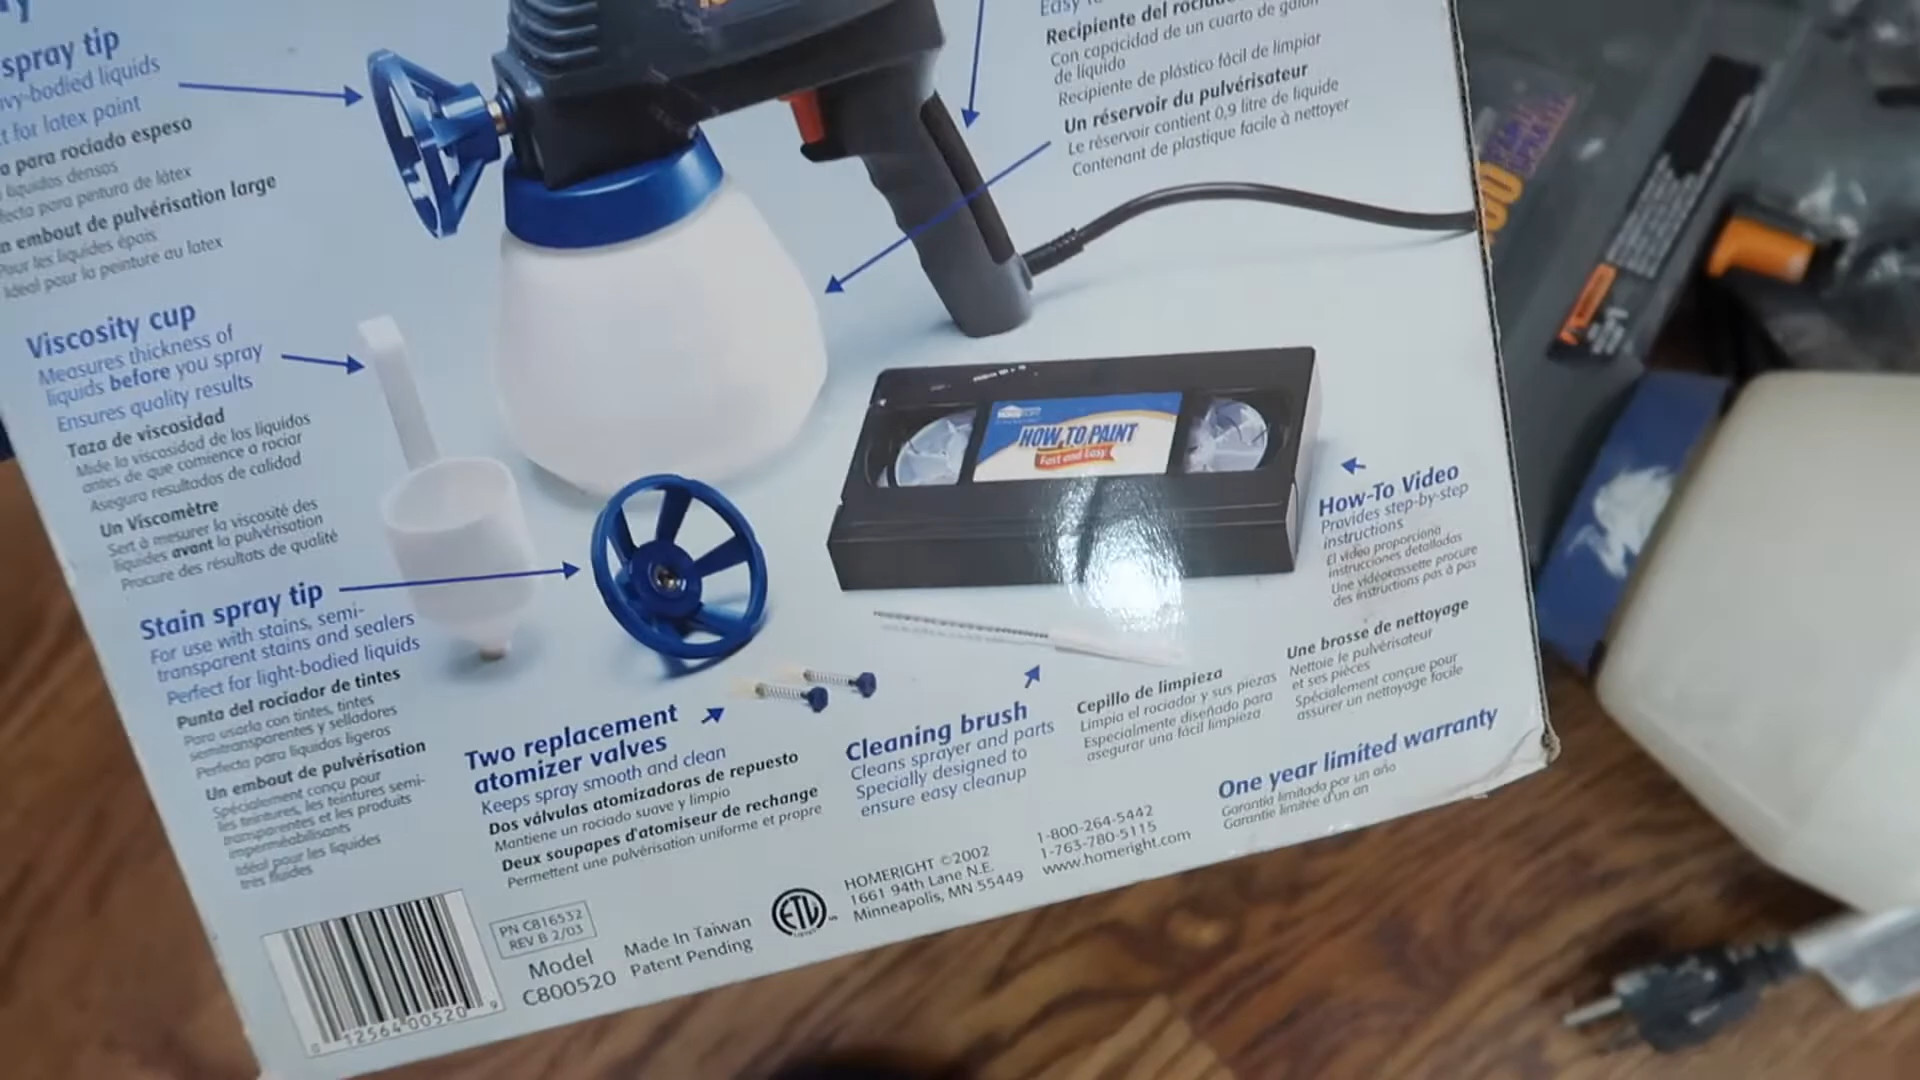 spray tip
vy-bodied liquids
t for latex paint
a para rociado espeso
líquidos densos
fecta para pintura de látex
n embout de pulvérisation large
Pour les liquides épais
Idéal pour la peinture au latex
Viscosity cup
Measures thickness of
liquids before you spray
Ensures quality results
Taza de viscosidad
Mide la viscosidad de los líquidos
antes de que comience a rociar
Asegura resultados de calidad
Un Viscomètre
Sert à mesurer la viscosité des
liquides avant la pulvérisation
Procure des résultats de qualité
Stain spray tip
For use with stains, semi-
transparent stains and sealers
Perfect for light-bodied liquids
Punta del rociador de tintes
Para usarla con tintes, tintes
semitransparentes y selladores
Perfecta para líquidos ligeros
Un embout de pulvérisation
Spécialement conçu pour
les teintures, les teintures semi-
transparentes et les produits
imperméabilisants
Idéal pour les liquides
très fluides
Easy
Recipiente del
Con capacidad de un cuarto de galón
de líquido
Recipiente de plástico fácil de limpiar
Un réservoir du pulvérisateur
Le réservoir contient 0,9 litre de liquide
Contenant de plastique facile à nettoyer
HOW TO PAINT
Fast and Easy
How-To Video
Provides step-by-step
instructions
El video proporciona
instrucciones detalladas
Une vidéocassette procure
des instructions pas à pas
Two replacement
atomizer valves
Keeps spray smooth and clean
Dos válvulas atomizadoras de repuesto
Mantiene un rociado suave y limpio
Deux soupapes d'atomiseur de rechange
Permettent une pulvérisation uniforme et propre
Cleaning brush
Cleans sprayer and parts
Specially designed to
ensure easy cleanup
Cepillo de limpieza
Limpia el rociador y sus piezas
Especialmente diseñado para
asegurar una fácil limpieza
Une brosse de nettoyage
Nettoie le pulvérisateur
et ses pièces
Spécialement conçue pour
assurer un nettoyage facile
One year limited warranty
Garantía limitada por un año
Garantie limitée d'un an
0 12564 00520 9
PN C816532
REV B 2/03
Model
C800520
Made In Taiwan
Patent Pending
ETL
HOMERIGHT ©2002
1661 94th Lane N.E.
Minneapolis, MN 55449
1-800-264-5442
1-763-780-5115
www.homeright.com